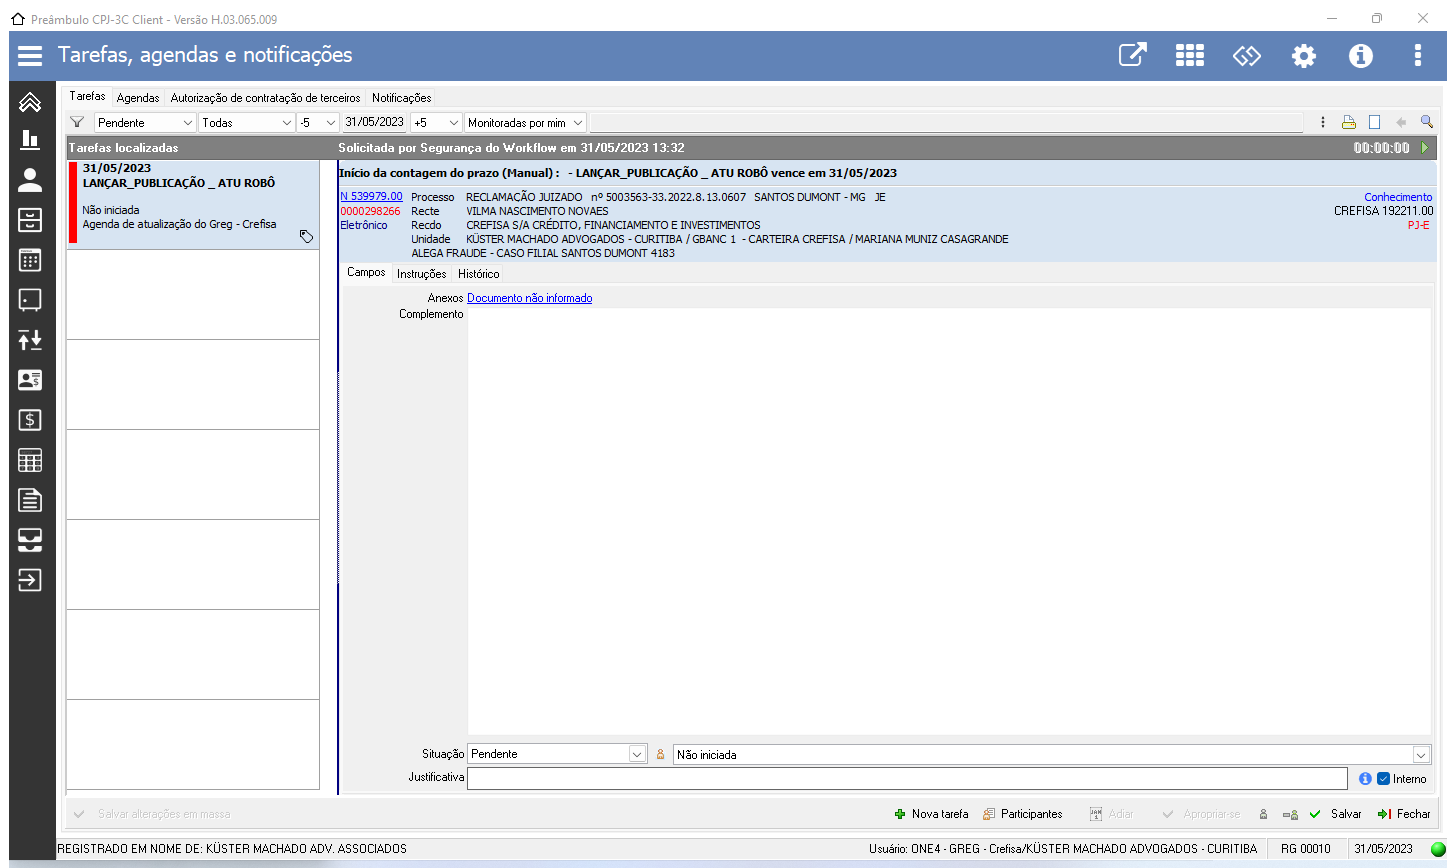 Preâmbulo CPJ-3C Client - Versão H.03.065.009
Tarefas, agendas e notificações
Tarefas Agendas Autorização de contratação de terceiros Notificações
Pendente Todas -5 31/05/2023 +5 Monitoradas por mim
Tarefas localizadas
Solicitada por Segurança do Workflow em 31/05/2023 13:32 00:00:00
31/05/2023
LANÇAR_PUBLICAÇÃO _ ATU ROBÔ
Não iniciada
Agenda de atualização do Greg - Crefisa
Início da contagem do prazo (Manual) : - LANÇAR_PUBLICAÇÃO _ ATU ROBÔ vence em 31/05/2023
N 539979.00 Processo RECLAMAÇÃO JUIZADO nº 5003563-33.2022.8.13.0607 SANTOS DUMONT - MG JE Conhecimento
0000298266 Recte VILMA NASCIMENTO NOVAES CREFISA 192211.00
Eletrônico Recdo CREFISA S/A CRÉDITO, FINANCIAMENTO E INVESTIMENTOS PJ-E
Unidade KÜSTER MACHADO ADVOGADOS - CURITIBA / GBANC 1 - CARTEIRA CREFISA / MARIANA MUNIZ CASAGRANDE
ALEGA FRAUDE - CASO FILIAL SANTOS DUMONT 4183
Campos Instruções Histórico
Anexos Documento não informado
Complemento
Situação Pendente Não iniciada
Justificativa Interno
Salvar alterações em massa Nova tarefa Participantes Adiar Apropriar-se Salvar Fechar
REGISTRADO EM NOME DE: KÜSTER MACHADO ADV. ASSOCIADOS Usuário: ONE4 - GREG - Crefisa/KÜSTER MACHADO ADVOGADOS - CURITIBA RG 00010 31/05/2023